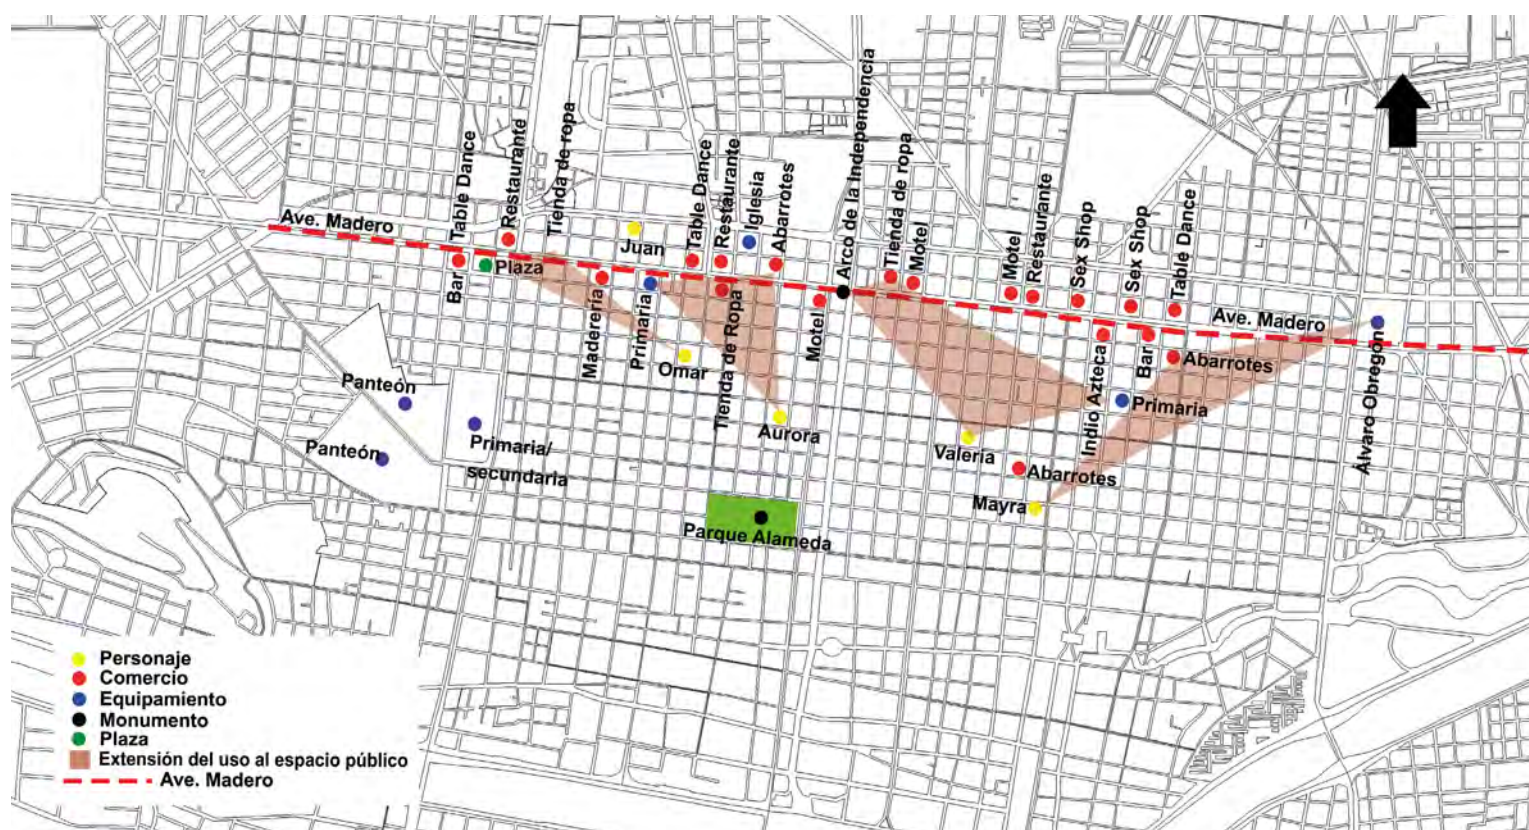 Table Dance
Restaurante
Tienda de ropa
Ave. Madero
Bar
Plaza
Juan
Table Dance
Restaurante
Iglesia
Abarrotes
Arco de la Independencia
Tienda de ropa
Motel
Motel
Restaurante
Sex Shop
Sex Shop
Table Dance
Ave. Madero
Maderería
Primaria
Omar
Tienda de Ropa
Motel
Aurora
Indio Azteca
Bar
Abarrotes
Primaria
Álvaro Obregón
Panteón
Panteón
Primaria/
secundaria
Valeria
Abarrotes
Mayra
Parque Alameda
Personaje
Comercio
Equipamiento
Monumento
Plaza
Extensión del uso al espacio público
Ave. Madero